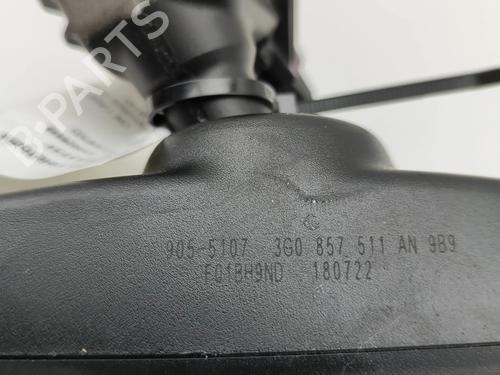 B-PARTS
905-5107 3G0 857 511 AN 9B9
F01BH9ND 180722